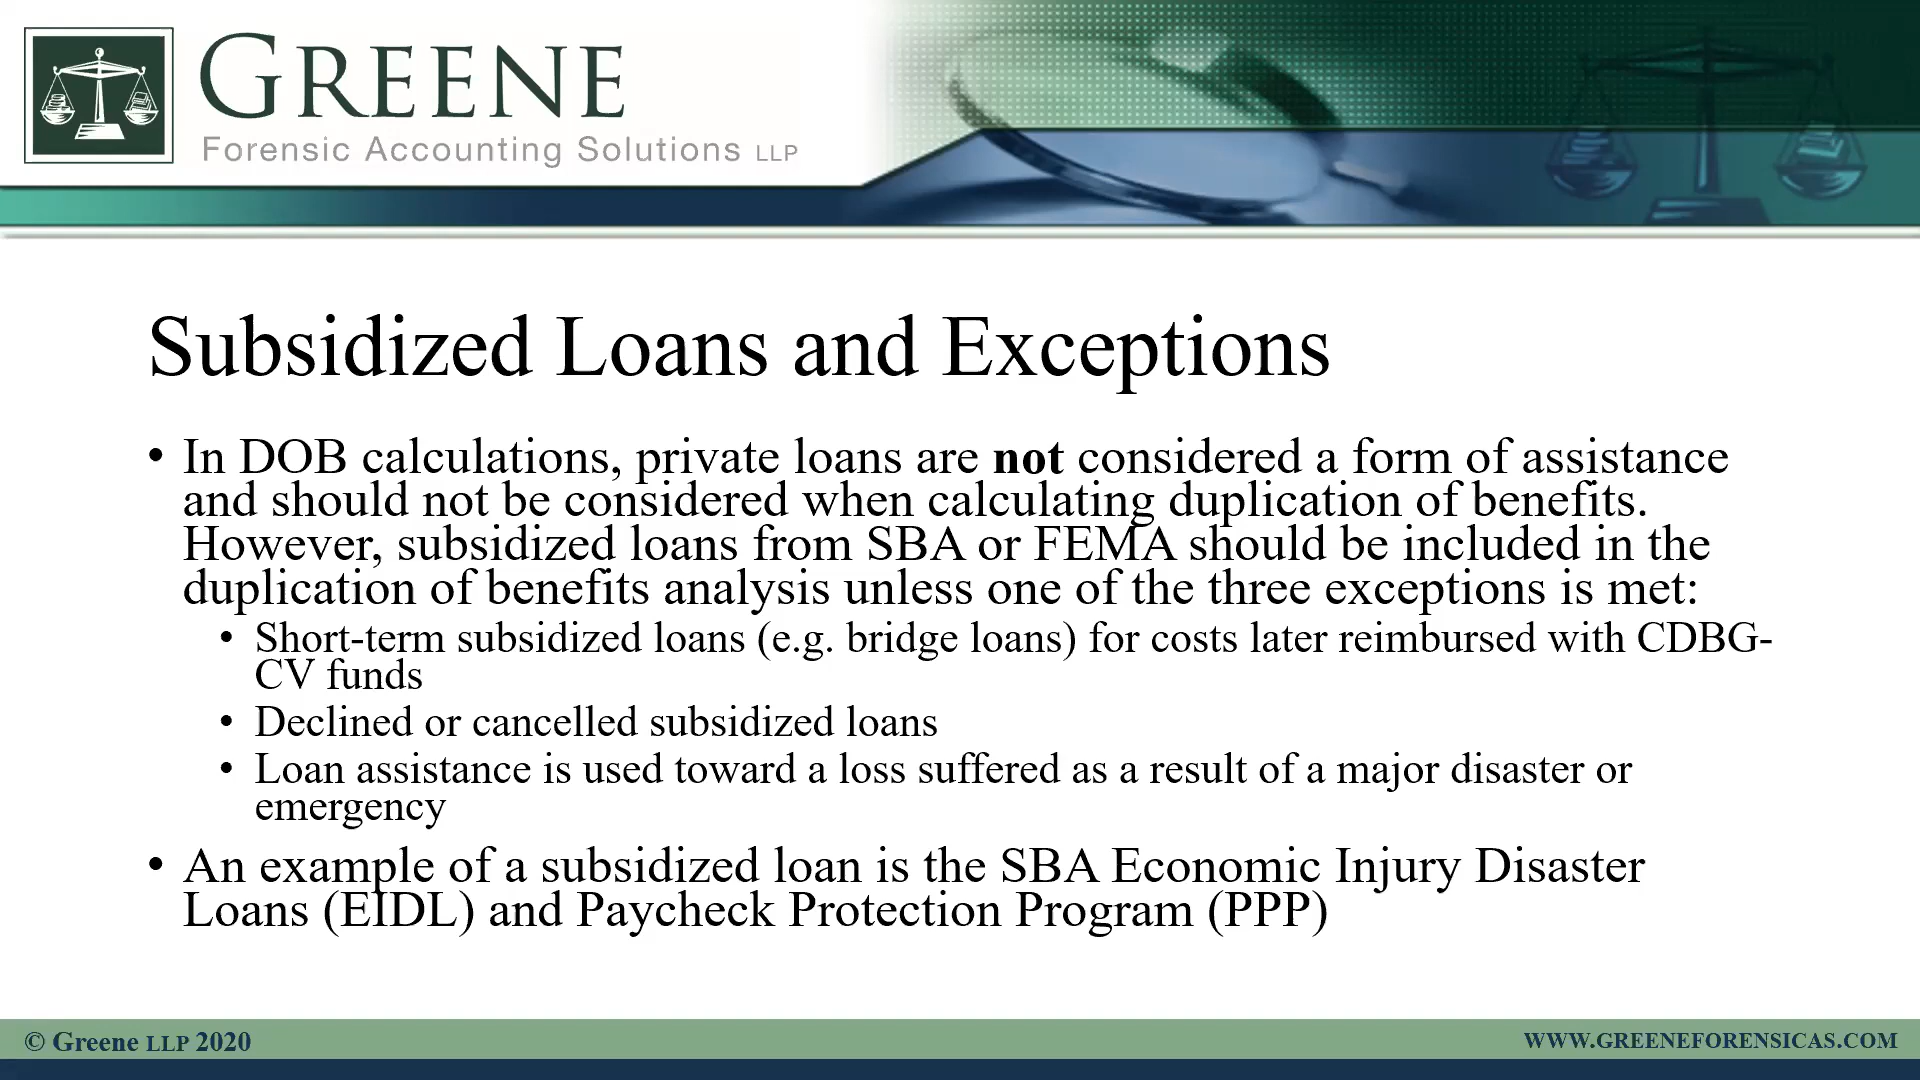 GREENE
Forensic Accounting Solutions LLP
Subsidized Loans and Exceptions
• In DOB calculations, private loans are not considered a form of assistance
and should not be considered when calculating duplication of benefits.
However, subsidized loans from SBA or FEMA should be included in the
duplication of benefits analysis unless one of the three exceptions is met:
• Short-term subsidized loans (e.g. bridge loans) for costs later reimbursed with CDBG-
CV funds
• Declined or cancelled subsidized loans
• Loan assistance is used toward a loss suffered as a result of a major disaster or
emergency
• An example of a subsidized loan is the SBA Economic Injury Disaster
Loans (EIDL) and Paycheck Protection Program (PPP)
© Greene LLP 2020
WWW.GREENEFORENSICAS.COM